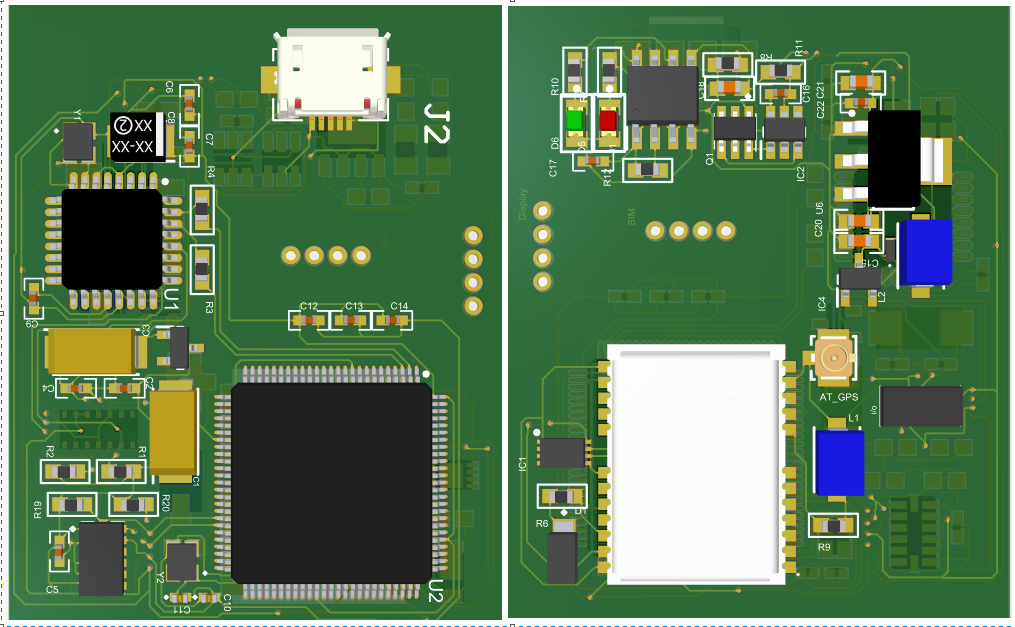 C6
Y1
C8
XX
XX-XX
C7
J2
R4
U1
R3
C9
C12
C13
C14
C3
C4
C2
R2
R1
C1
R19
R20
C5
Y2
C11
C10
U2
R11
R10
C16
C21
C22
D6
D5
C17
R12
Q1
IC2
Display
SIM
U6
C20
C15
L2
IC4
AT_GPS
L1
IC1
D1
R6
R9